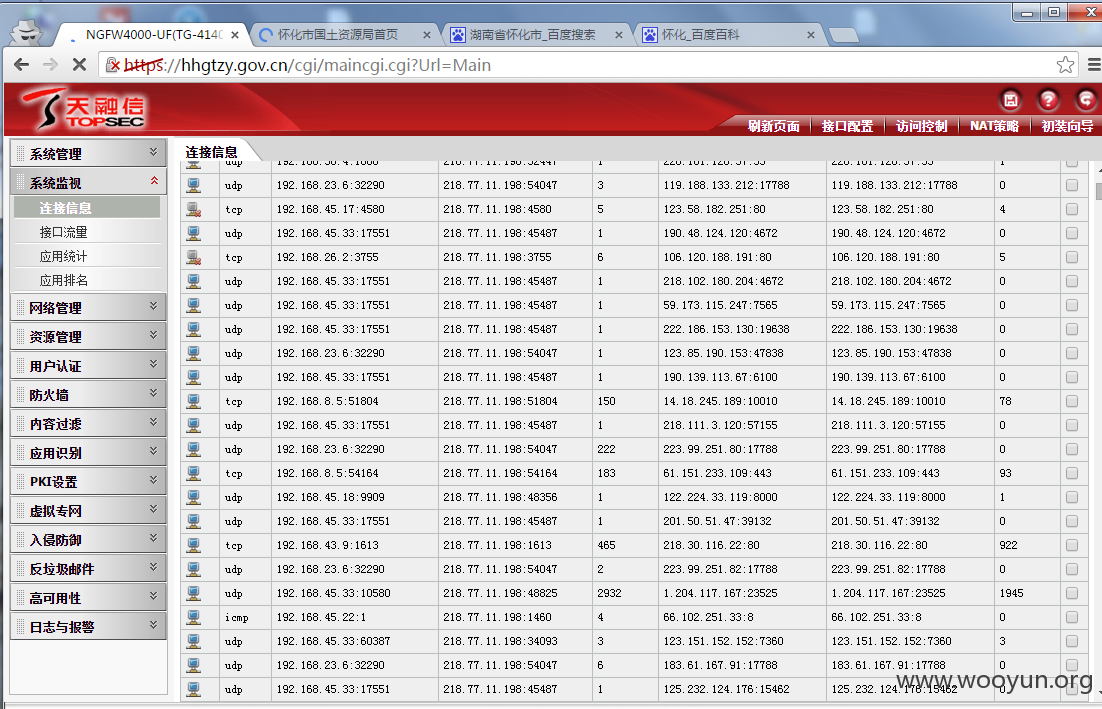 NGFW4000-UF(TG-4140
怀化市国土资源局首页
湖南省怀化市_百度搜索
怀化_百度百科
https://hhgtzy.gov.cn/cgi/maincgi.cgi?Url=Main
天融信
TOPSEC
刷新页面 接口配置 访问控制 NAT策略 初装向导
系统管理
系统监视
连接信息
接口流量
应用统计
应用排名
网络管理
资源管理
用户认证
防火墙
内容过滤
应用识别
PKI设置
虚拟专网
入侵防御
反垃圾邮件
高可用性
日志与报警
连接信息
udp 1
udp 192.168.23.6:32290 218.77.11.198:54047 3 119.188.133.212:17788 119.188.133.212:17788 0
tcp 192.168.45.17:4580 218.77.11.198:4580 5 123.58.182.251:80 123.58.182.251:80 4
udp 192.168.45.33:17551 218.77.11.198:45487 1 190.48.124.120:4672 190.48.124.120:4672 0
tcp 192.168.26.2:3755 218.77.11.198:3755 6 106.120.188.191:80 106.120.188.191:80 5
udp 192.168.45.33:17551 218.77.11.198:45487 1 218.102.180.204:4672 218.102.180.204:4672 0
udp 192.168.45.33:17551 218.77.11.198:45487 1 59.173.115.247:7565 59.173.115.247:7565 0
udp 192.168.45.33:17551 218.77.11.198:45487 1 222.186.153.130:19638 222.186.153.130:19638 0
udp 192.168.23.6:32290 218.77.11.198:54047 1 123.85.190.153:47838 123.85.190.153:47838 0
udp 192.168.45.33:17551 218.77.11.198:45487 1 190.139.113.67:6100 190.139.113.67:6100 0
tcp 192.168.8.5:51804 218.77.11.198:51804 150 14.18.245.189:10010 14.18.245.189:10010 78
udp 192.168.45.33:17551 218.77.11.198:45487 1 218.111.3.120:57155 218.111.3.120:57155 0
udp 192.168.23.6:32290 218.77.11.198:54047 222 223.99.251.80:17788 223.99.251.80:17788 0
tcp 192.168.8.5:54164 218.77.11.198:54164 183 61.151.233.109:443 61.151.233.109:443 93
udp 192.168.45.18:9909 218.77.11.198:48356 1 122.224.33.119:8000 122.224.33.119:8000 1
udp 192.168.45.33:17551 218.77.11.198:45487 1 201.50.51.47:39132 201.50.51.47:39132 0
tcp 192.168.43.9:1613 218.77.11.198:1613 465 218.30.116.22:80 218.30.116.22:80 922
udp 192.168.23.6:32290 218.77.11.198:54047 2 223.99.251.82:17788 223.99.251.82:17788 0
udp 192.168.45.33:10580 218.77.11.198:48825 2932 1.204.117.167:23525 1.204.117.167:23525 1945
icmp 192.168.45.22:1 218.77.11.198:1460 4 66.102.251.33:8 66.102.251.33:8 0
udp 192.168.45.33:60387 218.77.11.198:34093 3 123.151.152.152:7360 123.151.152.152:7360 3
udp 192.168.23.6:32290 218.77.11.198:54047 6 183.61.167.91:17788 183.61.167.91:17788 0
udp 192.168.45.33:17551 218.77.11.198:45487 1 125.232.124.176:15462 125.232.124.176:15462 0
www.wooyun.org